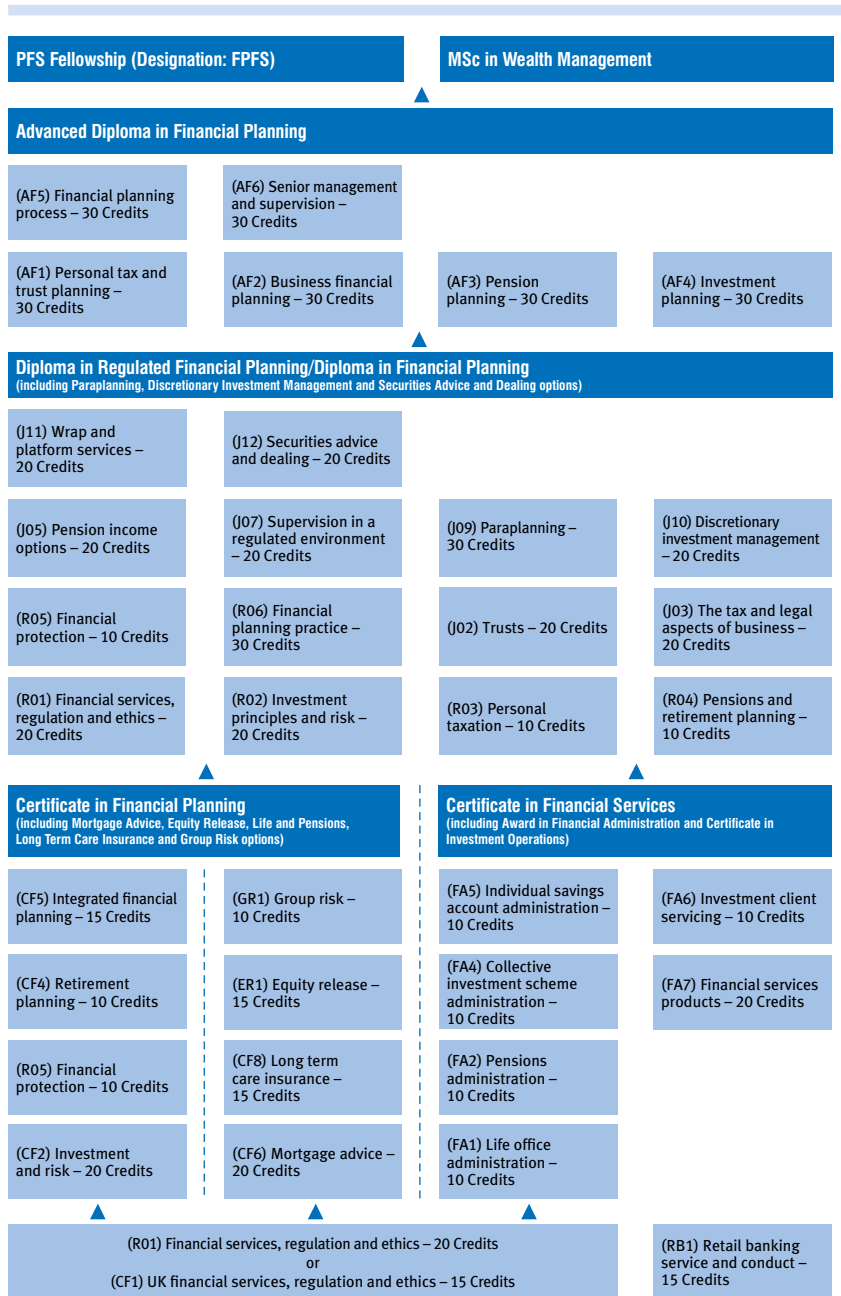 PFS Fellowship (Designation: FPFS)
MSc in Wealth Management
Advanced Diploma in Financial Planning
(AF5) Financial planning
process – 30 Credits
(AF6) Senior management
and supervision –
30 Credits
(AF1) Personal tax and
trust planning –
30 Credits
(AF2) Business financial
planning – 30 Credits
(AF3) Pension
planning – 30 Credits
(AF4) Investment
planning – 30 Credits
Diploma in Regulated Financial Planning/Diploma in Financial Planning
(including Paraplanning, Discretionary Investment Management and Securities Advice and Dealing options)
(J11) Wrap and
platform services –
20 Credits
(J12) Securities advice
and dealing – 20 Credits
(J05) Pension income
options – 20 Credits
(J07) Supervision in a
regulated environment
– 20 Credits
(J09) Paraplanning –
30 Credits
(J10) Discretionary
investment management
– 20 Credits
(R05) Financial
protection – 10 Credits
(R06) Financial
planning practice –
30 Credits
(J02) Trusts – 20 Credits
(J03) The tax and legal
aspects of business –
20 Credits
(R01) Financial services,
regulation and ethics –
20 Credits
(R02) Investment
principles and risk –
20 Credits
(R03) Personal
taxation – 10 Credits
(R04) Pensions and
retirement planning –
10 Credits
Certificate in Financial Planning
(including Mortgage Advice, Equity Release, Life and Pensions,
Long Term Care Insurance and Group Risk options)
Certificate in Financial Services
(including Award in Financial Administration and Certificate in
Investment Operations)
(CF5) Integrated financial
planning – 15 Credits
(GR1) Group risk –
10 Credits
(FA5) Individual savings
account administration –
10 Credits
(FA6) Investment client
servicing – 10 Credits
(CF4) Retirement
planning – 10 Credits
(ER1) Equity release –
15 Credits
(FA4) Collective
investment scheme
administration –
10 Credits
(FA7) Financial services
products – 20 Credits
(R05) Financial
protection – 10 Credits
(CF8) Long term
care insurance –
15 Credits
(FA2) Pensions
administration –
10 Credits
(CF2) Investment
and risk – 20 Credits
(CF6) Mortgage advice –
20 Credits
(FA1) Life office
administration –
10 Credits
(R01) Financial services, regulation and ethics – 20 Credits
or
(CF1) UK financial services, regulation and ethics – 15 Credits
(RB1) Retail banking
service and conduct –
15 Credits